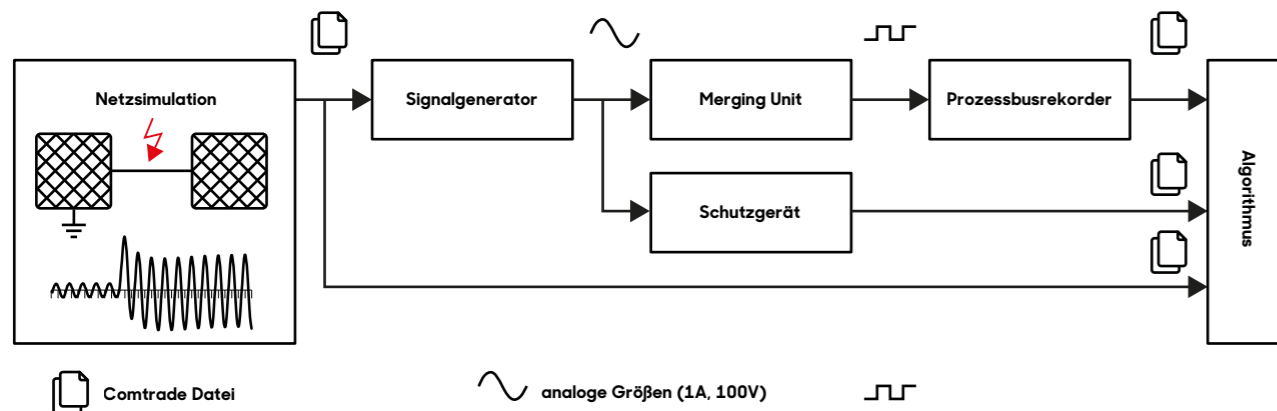 Netzsimulation
Signalgenerator
Merging Unit
Prozessbusrekorder
Schutzgerät
Algorithmus
Comtrade Datei
analoge Größen (1A, 100V)